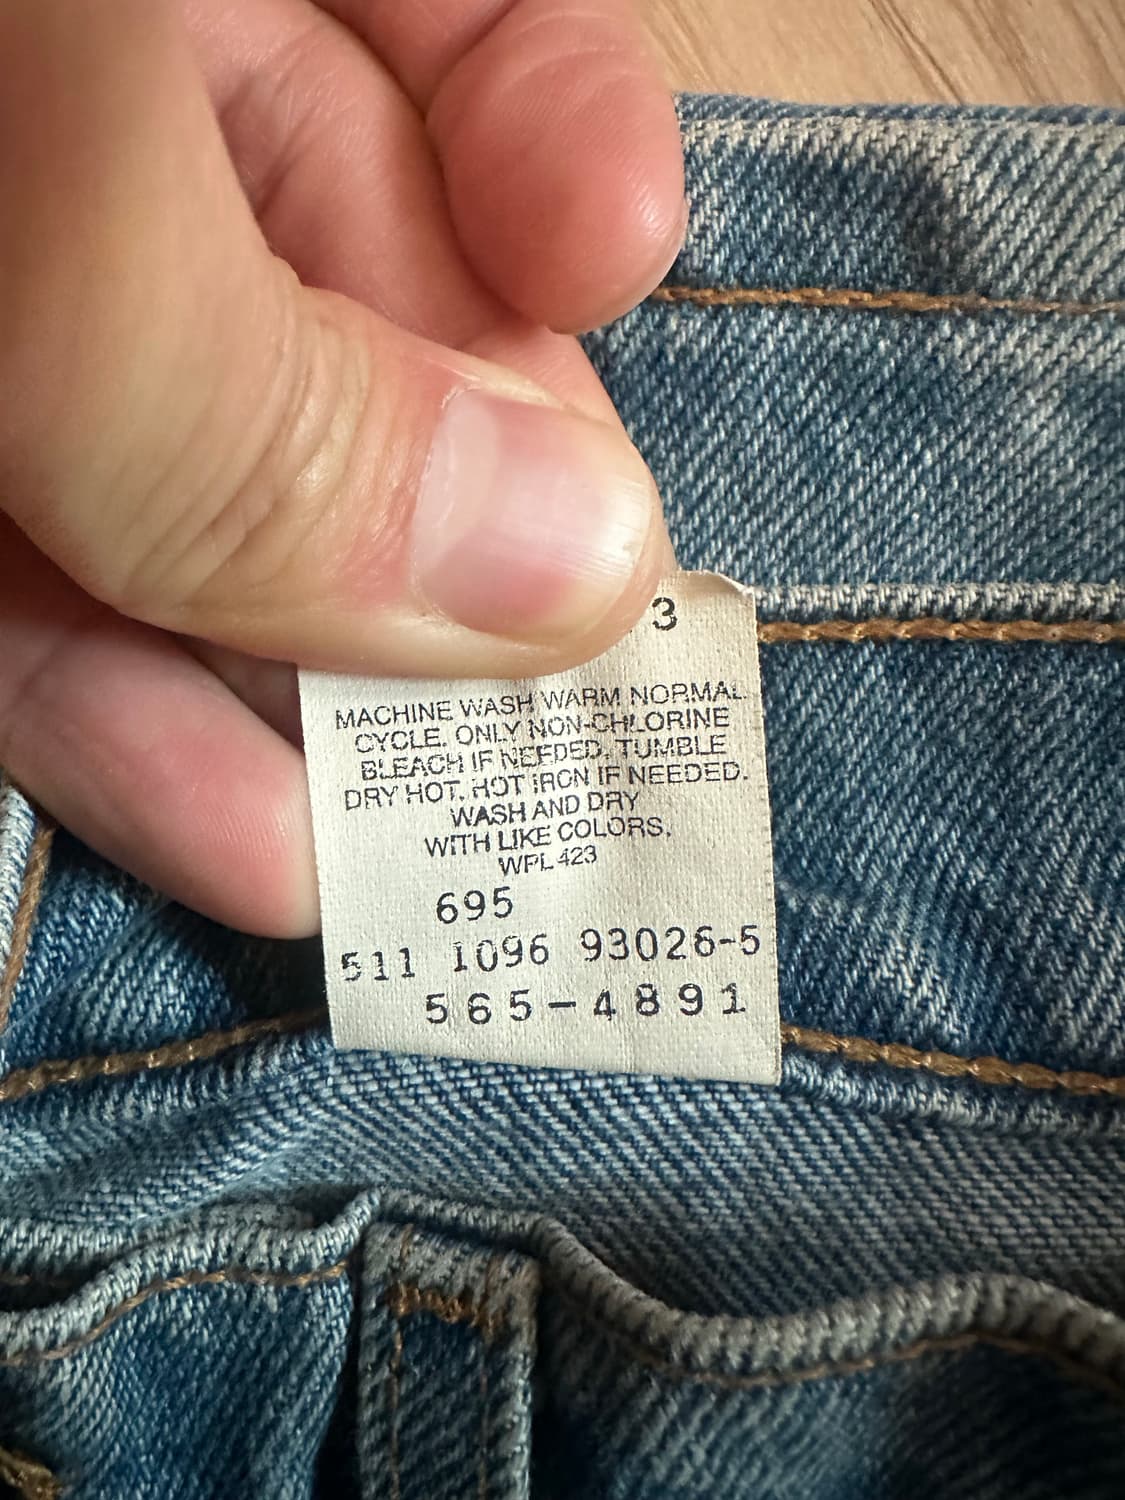 3
MACHINE WASH WARM NORMAL
CYCLE. ONLY NON-CHLORINE
BLEACH IF NEEDED. TUMBLE
DRY HOT. HOT IRON IF NEEDED.
WASH AND DRY
WITH LIKE COLORS.
WPL 423
695
511 1096 93026-5
565-4891